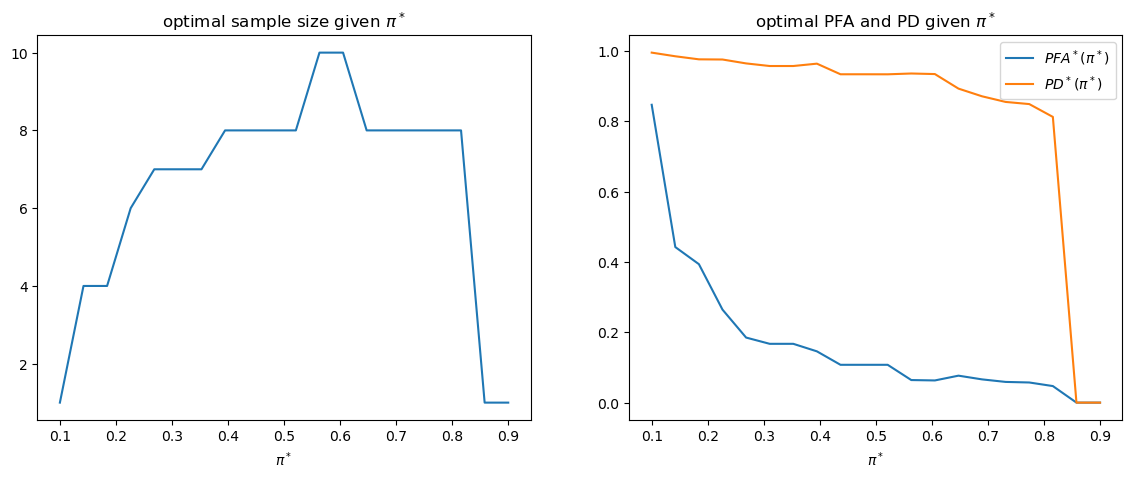 optimal sample size given π*
10
8
6
4
2
0.1 0.2 0.3 0.4 0.5 0.6 0.7 0.8 0.9
π*
optimal PFA and PD given π*
1.0
0.8
0.6
0.4
0.2
0.0
PFA*(π*)
PD*(π*)
0.1 0.2 0.3 0.4 0.5 0.6 0.7 0.8 0.9
π*